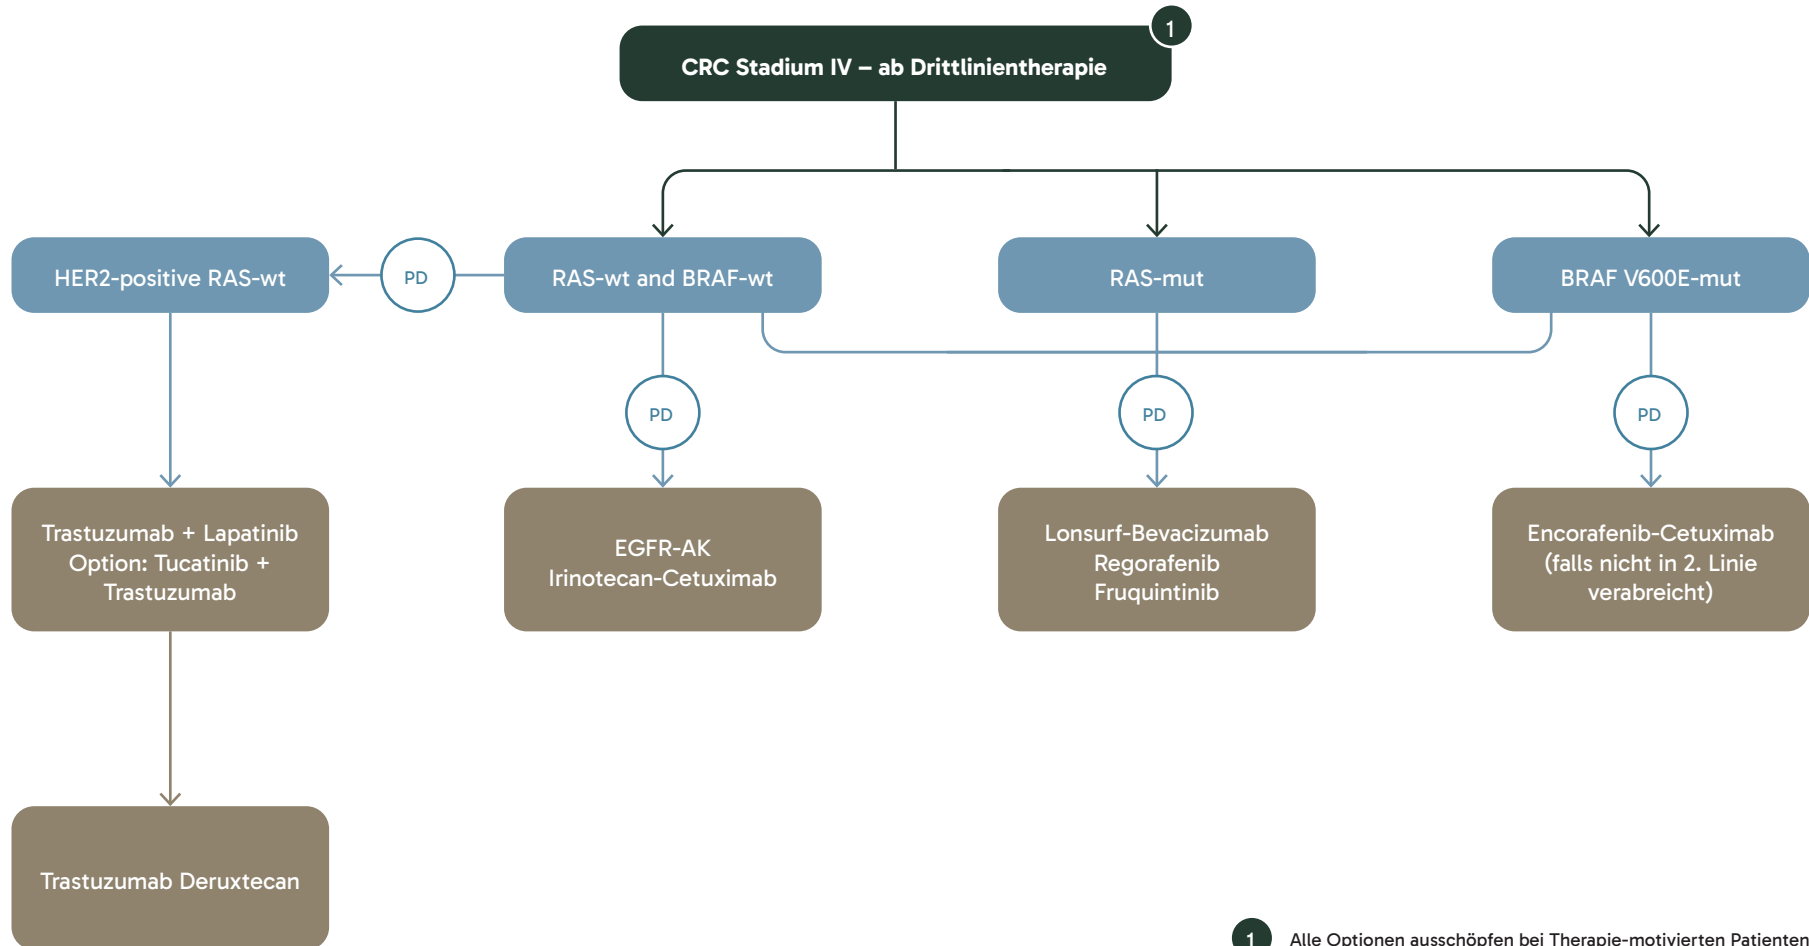 1
CRC Stadium IV – ab Drittlinientherapie
HER2-positive RAS-wt
PD
RAS-wt and BRAF-wt
RAS-mut
BRAF V600E-mut
PD
PD
PD
Trastuzumab + Lapatinib
Option: Tucatinib +
Trastuzumab
EGFR-AK
Irinotecan-Cetuximab
Lonsurf-Bevacizumab
Regorafenib
Fruquintinib
Encorafenib-Cetuximab
(falls nicht in 2. Linie
verabreicht)
Trastuzumab Deruxtecan
1 Alle Optionen ausschöpfen bei Therapie-motivierten Patienten